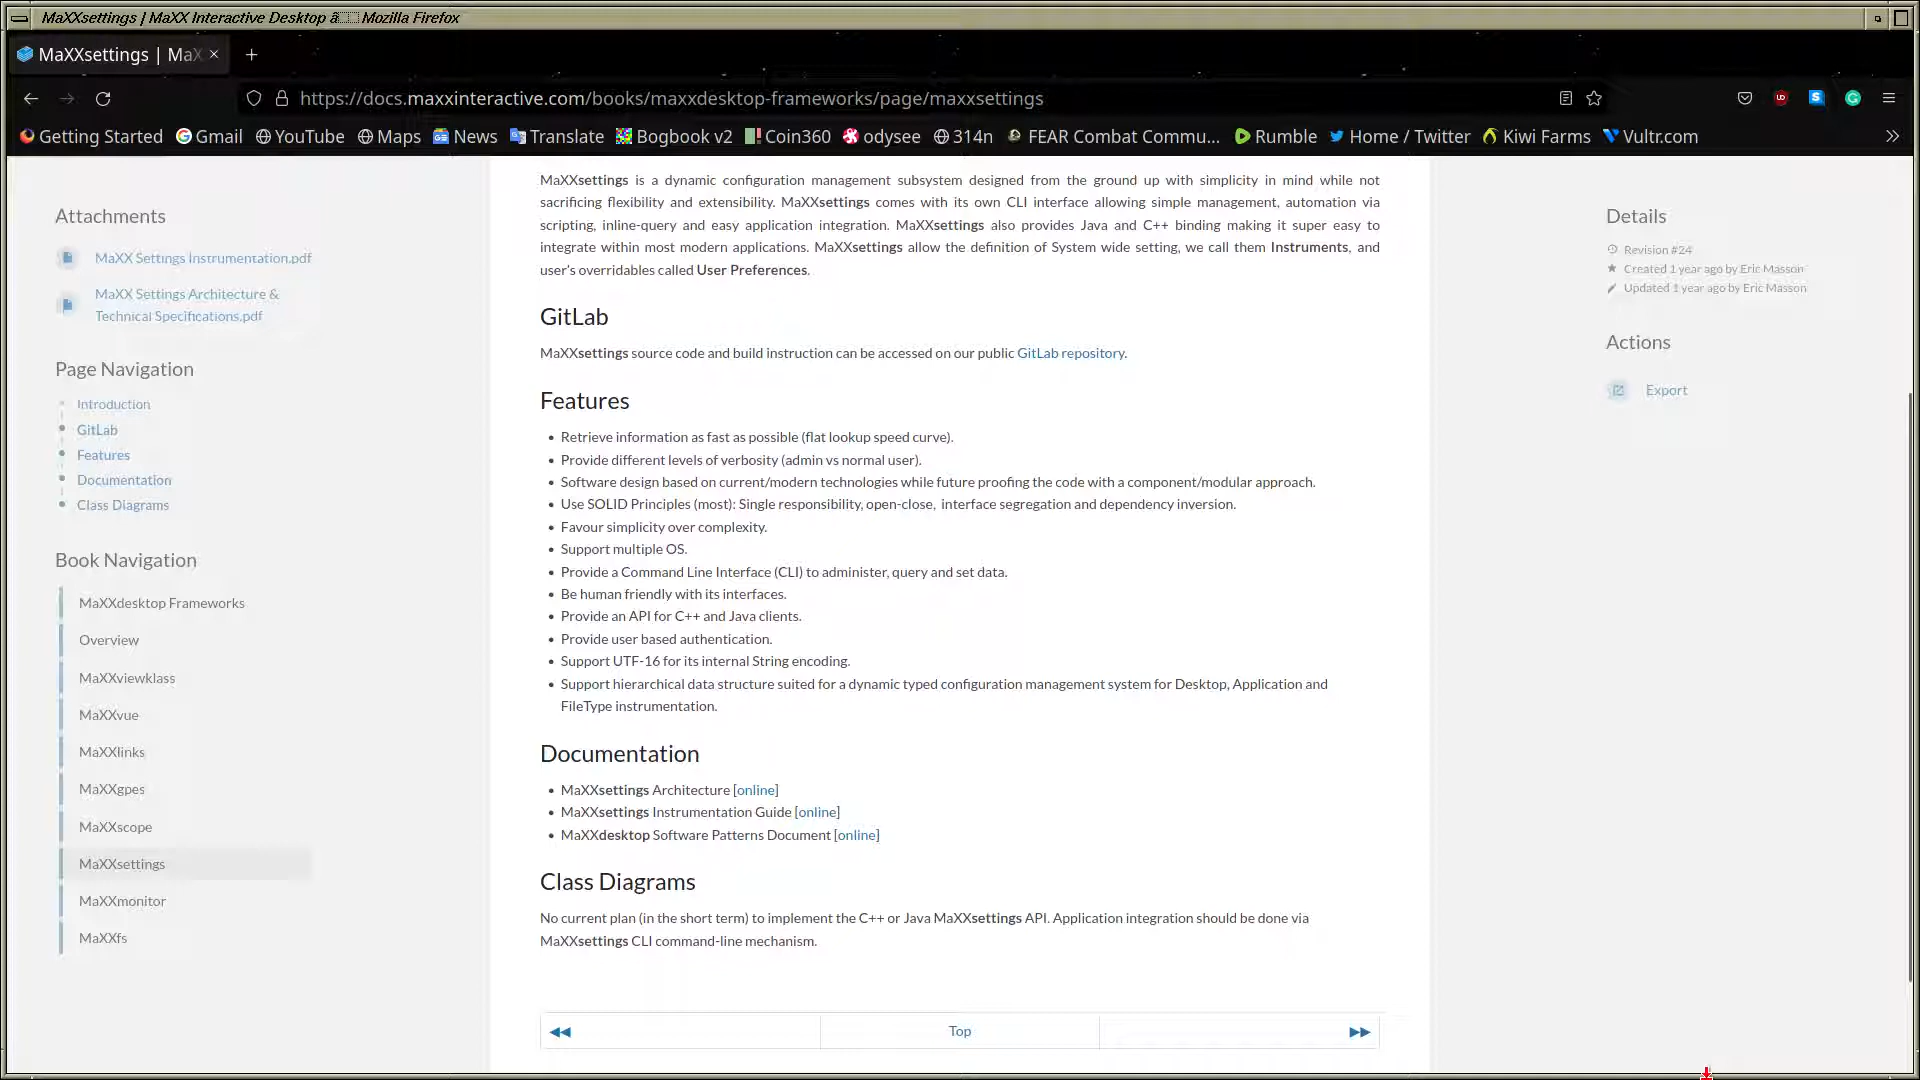 MaXXsettings | MaXX Interactive Desktop â Mozilla Firefox
MaXXsettings | MaX
https://docs.maxxinteractive.com/books/maxxdesktop-frameworks/page/maxxsettings
Getting Started Gmail YouTube Maps News Translate Bogbook v2 Coin360 odysee 314n FEAR Combat Commu... Rumble Home / Twitter Kiwi Farms Vultr.com
Attachments
MaXX Settings Instrumentation.pdf
MaXX Settings Architecture &
Technical Specifications.pdf
Page Navigation
Introduction
GitLab
Features
Documentation
Class Diagrams
Book Navigation
MaXXdesktop Frameworks
Overview
MaXXviewklass
MaXXvue
MaXXlinks
MaXXgpes
MaXXscope
MaXXsettings
MaXXmonitor
MaXXfs
MaXXsettings is a dynamic configuration management subsystem designed from the ground up with simplicity in mind while not
sacrificing flexibility and extensibility. MaXXsettings comes with its own CLI interface allowing simple management, automation via
scripting, inline-query and easy application integration. MaXXsettings also provides Java and C++ binding making it super easy to
integrate within most modern applications. MaXXsettings allow the definition of System wide setting, we call them Instruments, and
user's overridables called User Preferences.
GitLab
MaXXsettings source code and build instruction can be accessed on our public GitLab repository.
Features
• Retrieve information as fast as possible (flat lookup speed curve).
• Provide different levels of verbosity (admin vs normal user).
• Software design based on current/modern technologies while future proofing the code with a component/modular approach.
• Use SOLID Principles (most): Single responsibility, open-close, interface segregation and dependency inversion.
• Favour simplicity over complexity.
• Support multiple OS.
• Provide a Command Line Interface (CLI) to administer, query and set data.
• Be human friendly with its interfaces.
• Provide an API for C++ and Java clients.
• Provide user based authentication.
• Support UTF-16 for its internal String encoding.
• Support hierarchical data structure suited for a dynamic typed configuration management system for Desktop, Application and
FileType instrumentation.
Documentation
• MaXXsettings Architecture [online]
• MaXXsettings Instrumentation Guide [online]
• MaXXdesktop Software Patterns Document [online]
Class Diagrams
No current plan (in the short term) to implement the C++ or Java MaXXsettings API. Application integration should be done via
MaXXsettings CLI command-line mechanism.
Top
Details
Revision #24
Created 1 year ago by Eric Masson
Updated 1 year ago by Eric Masson
Actions
Export